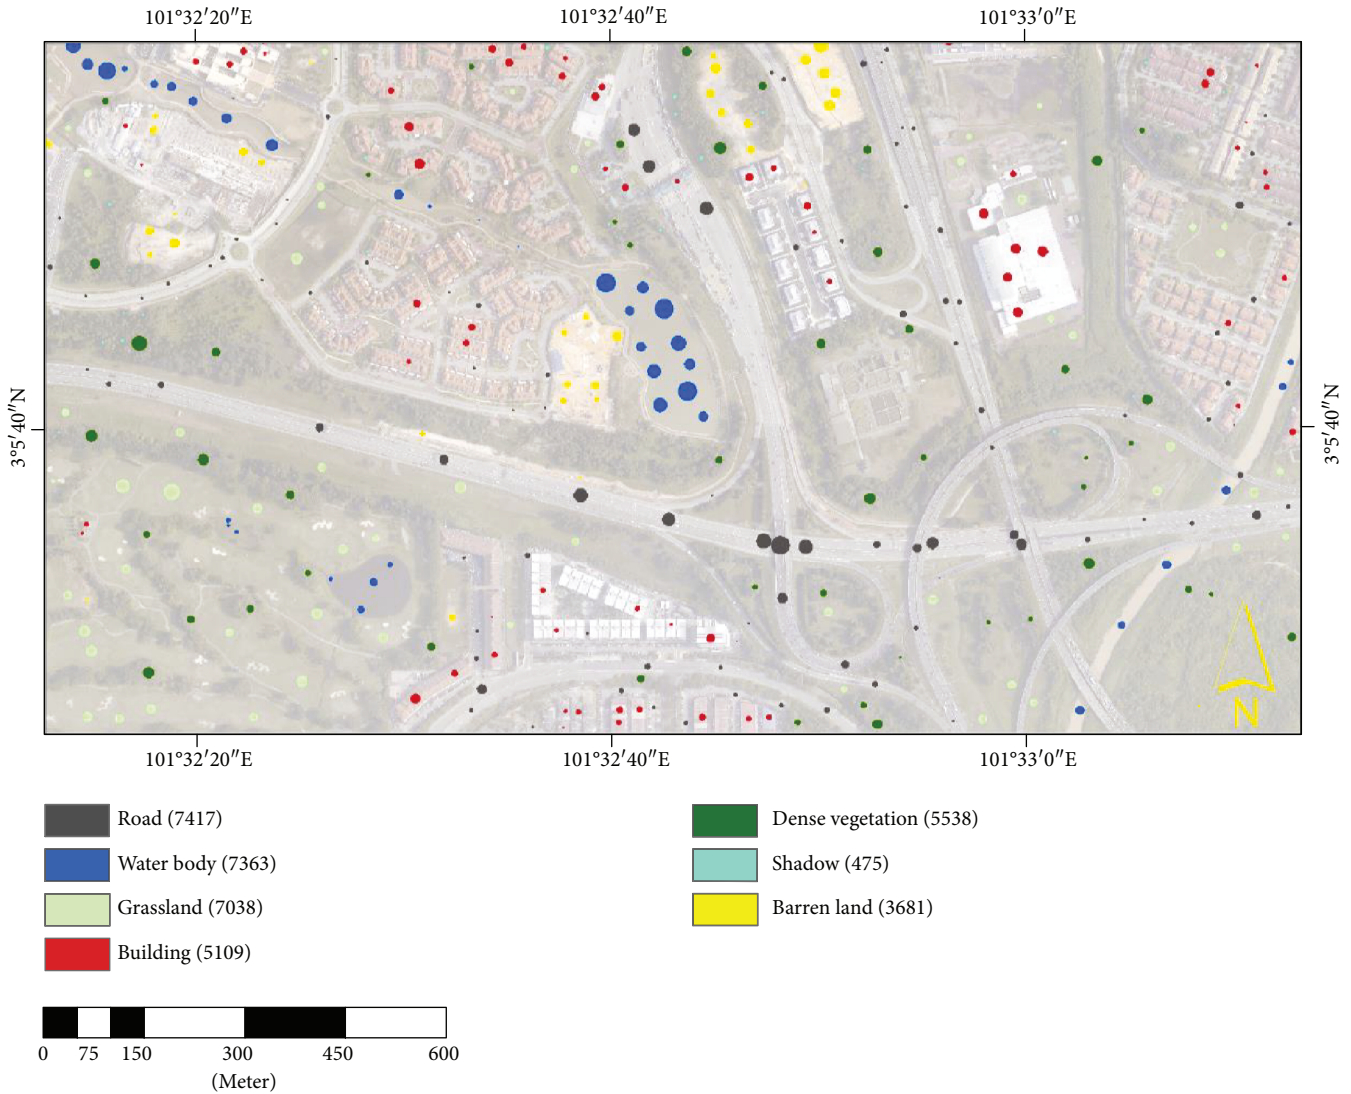 101°32′20″E 101°32′40″E 101°33′0″E
3°5′40″N 3°5′40″N
N
101°32′20″E 101°32′40″E 101°33′0″E
Road (7417)
Water body (7363)
Grassland (7038)
Building (5109)
Dense vegetation (5538)
Shadow (475)
Barren land (3681)
0 75 150 300 450 600
(Meter)